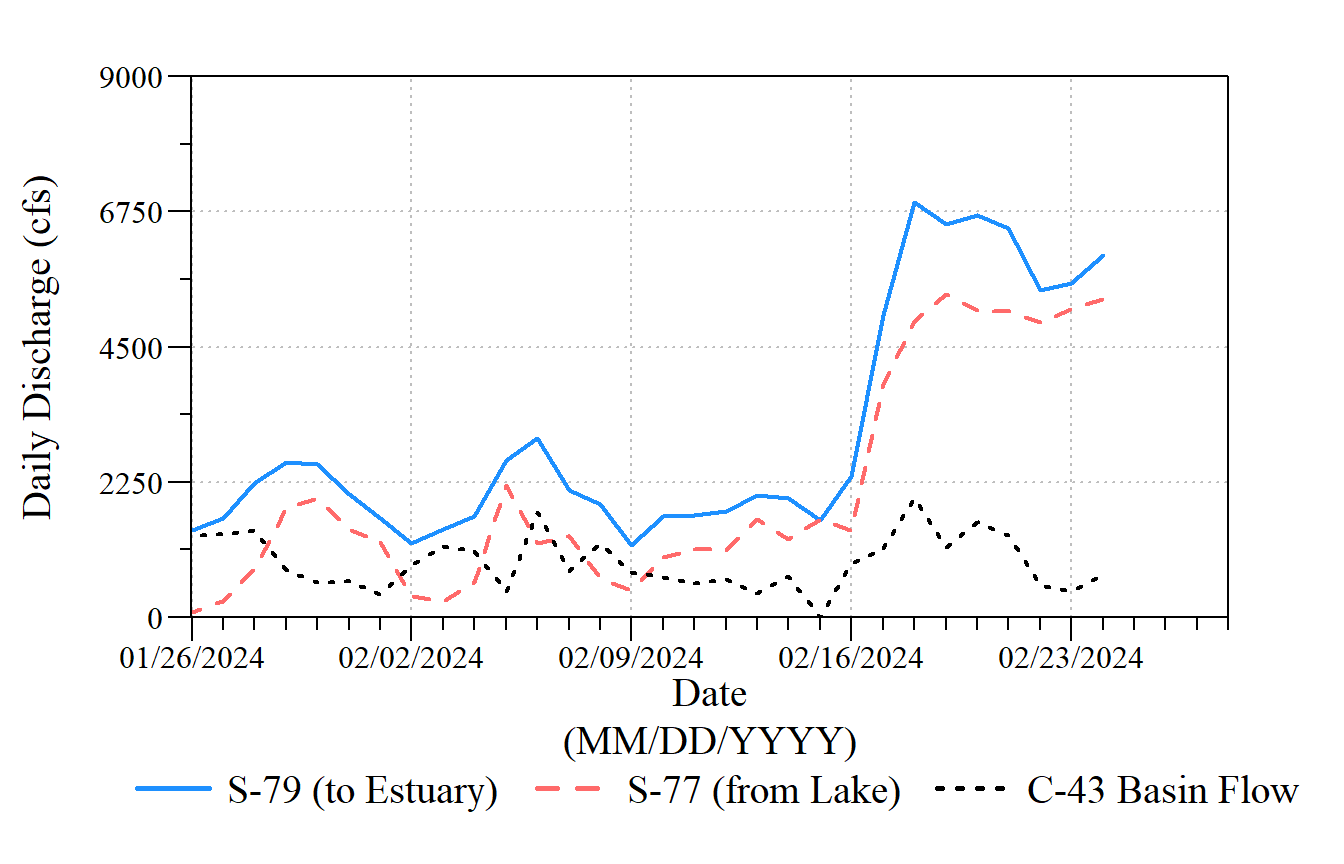 Daily Discharge (cfs)
9000
6750
4500
2250
0
01/26/2024 02/02/2024 02/09/2024 02/16/2024 02/23/2024
Date
(MM/DD/YYYY)
S-79 (to Estuary) S-77 (from Lake) C-43 Basin Flow